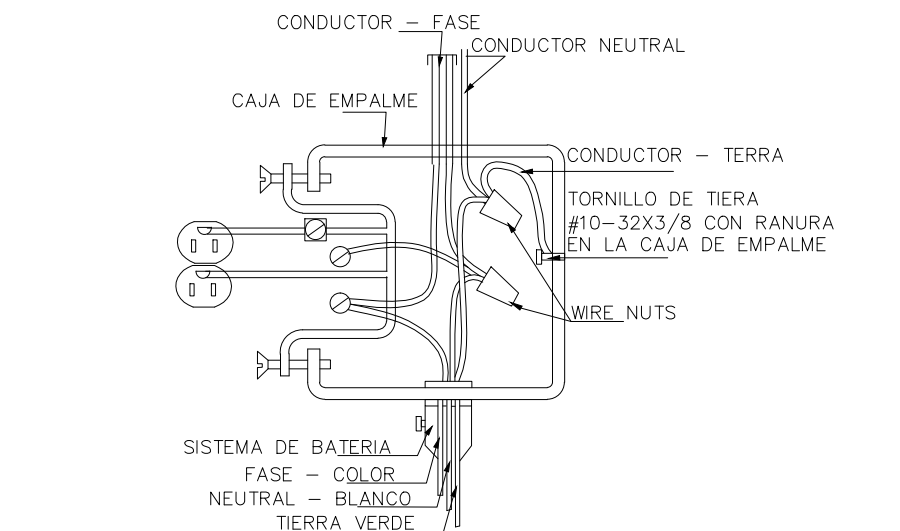 CONDUCTOR - FASE
CONDUCTOR NEUTRAL
CAJA DE EMPALME
CONDUCTOR - TERRA
TORNILLO DE TIERA
#10-32X3/8 CON RANURA
EN LA CAJA DE EMPALME
WIRE NUTS
SISTEMA DE BATERIA
FASE - COLOR
NEUTRAL - BLANCO
TIERRA VERDE